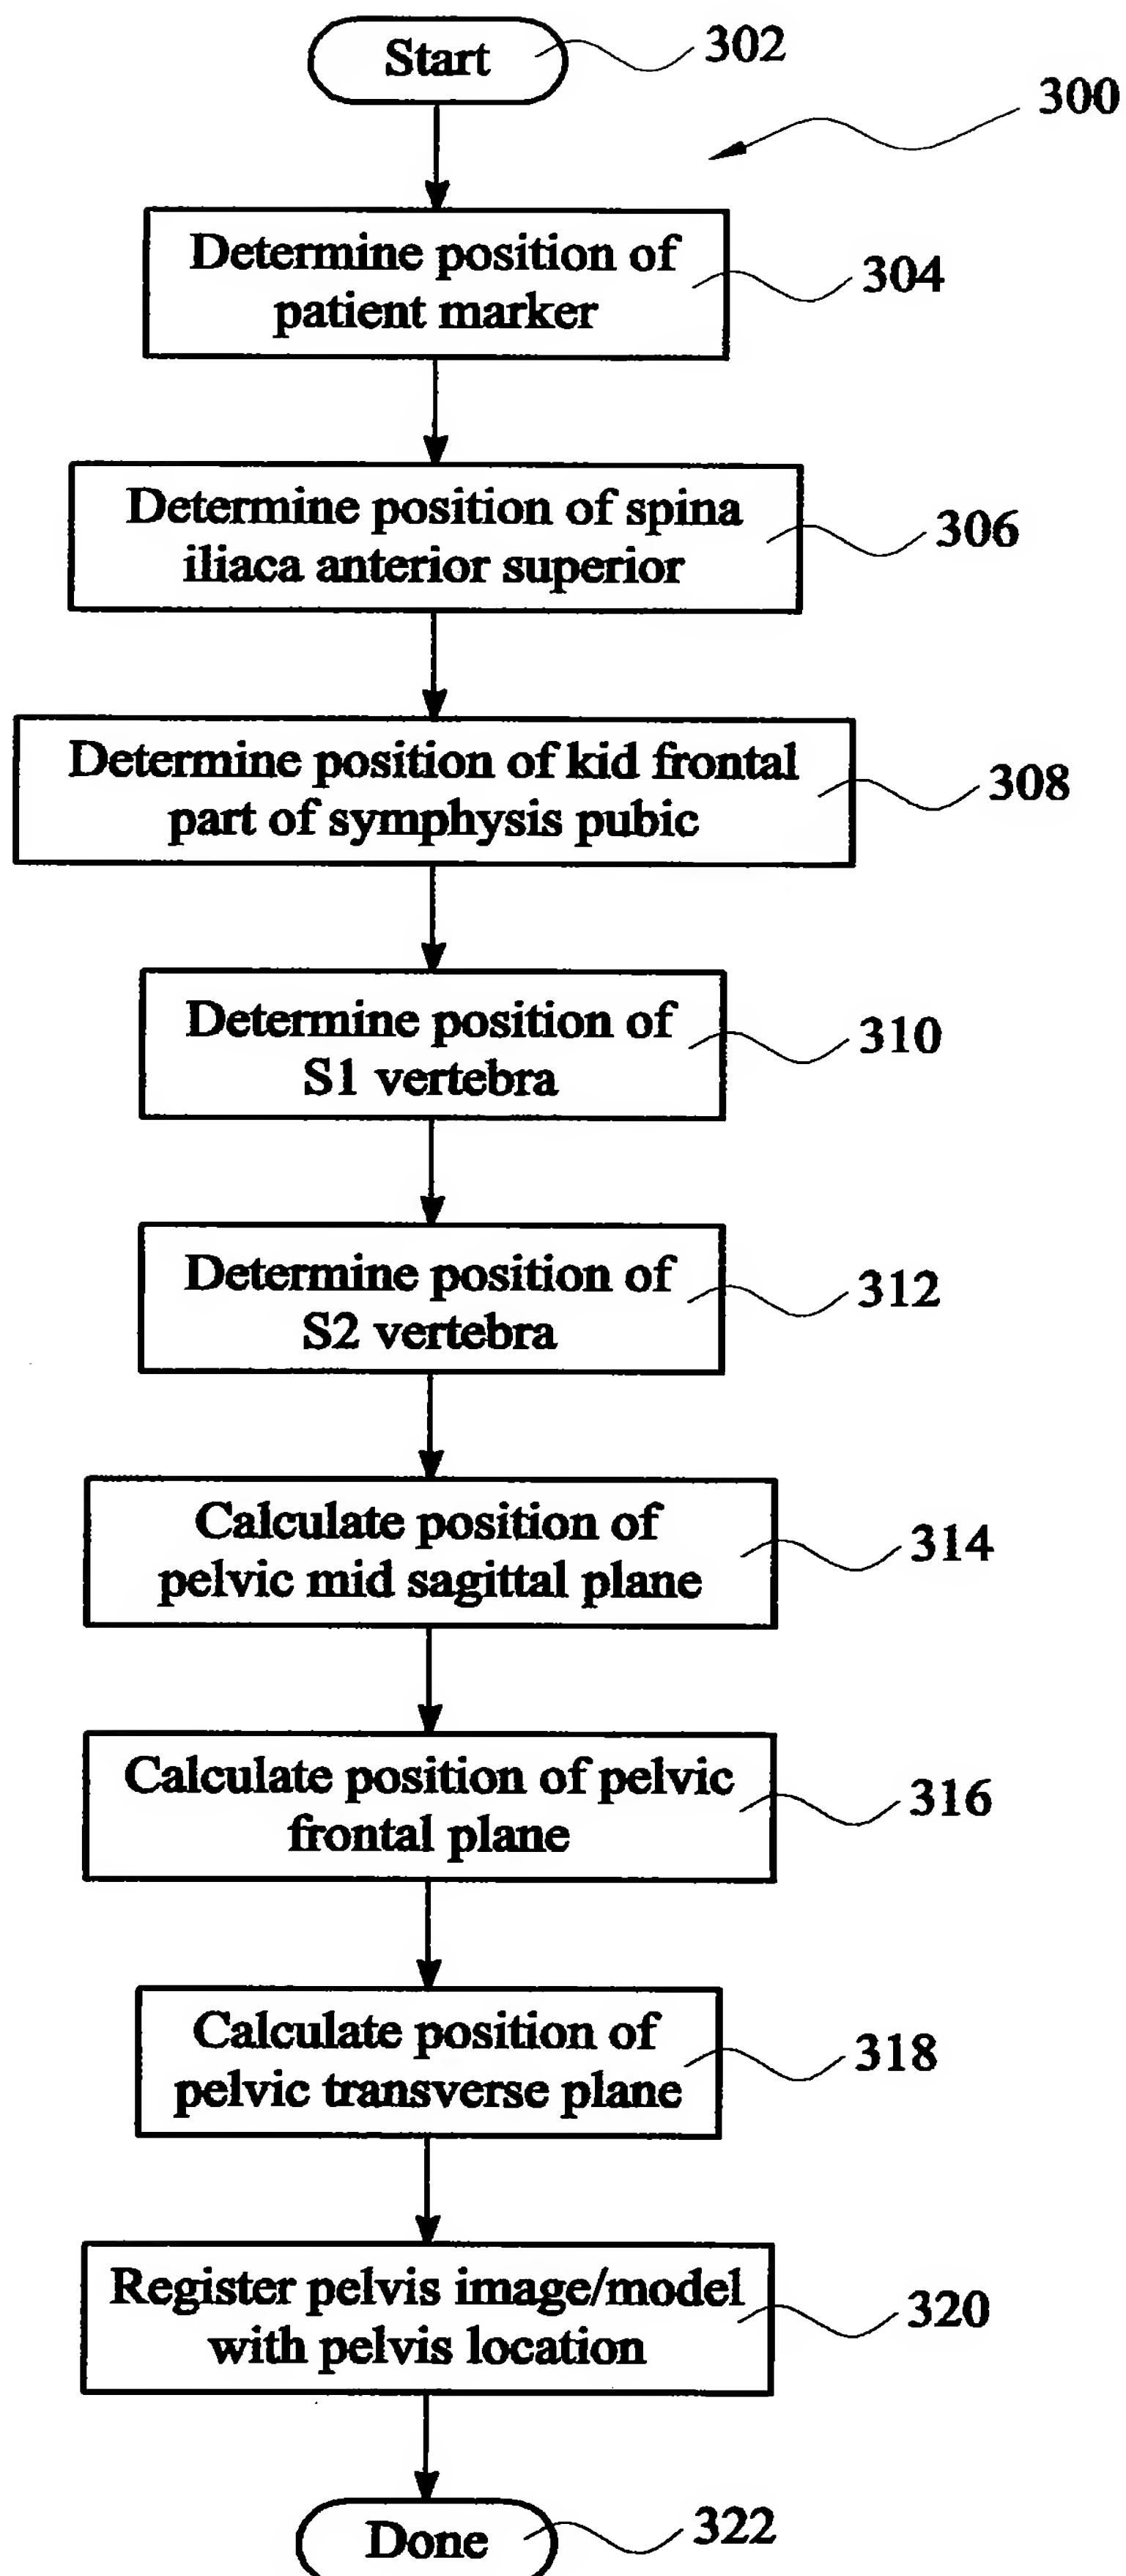 Start
302
300
Determine position of
patient marker
304
Determine position of spina
iliaca anterior superior
306
Determine position of kid frontal
part of symphysis pubic
308
Determine position of
S1 vertebra
310
Determine position of
S2 vertebra
312
Calculate position of
pelvic mid sagittal plane
314
Calculate position of pelvic
frontal plane
316
Calculate position of
pelvic transverse plane
318
Register pelvis image/model
with pelvis location
320
Done
322